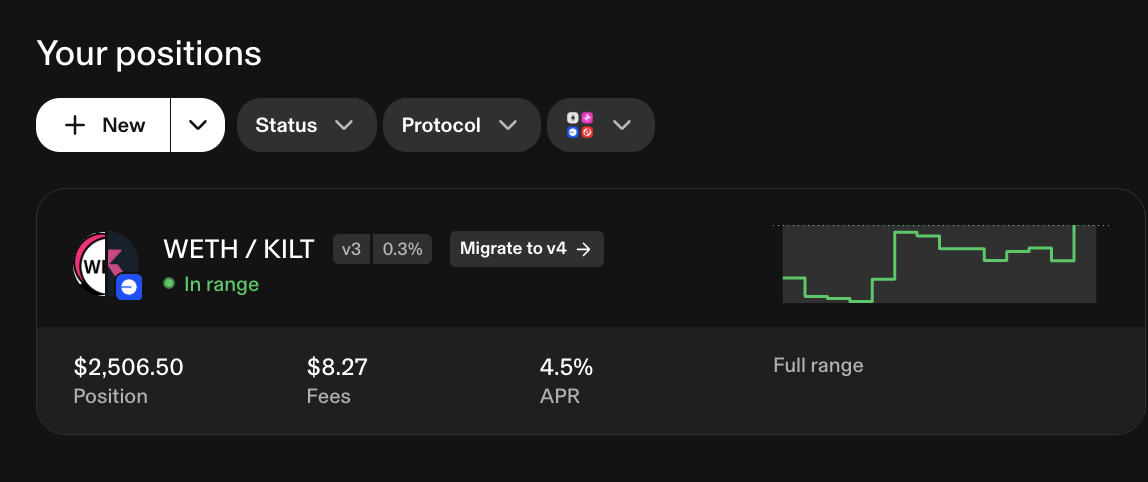 Your positions
New
Status
Protocol
WETH / KILT v3 0.3% Migrate to v4 →
In range
$2,506.50 $8.27 4.5% Full range
Position Fees APR